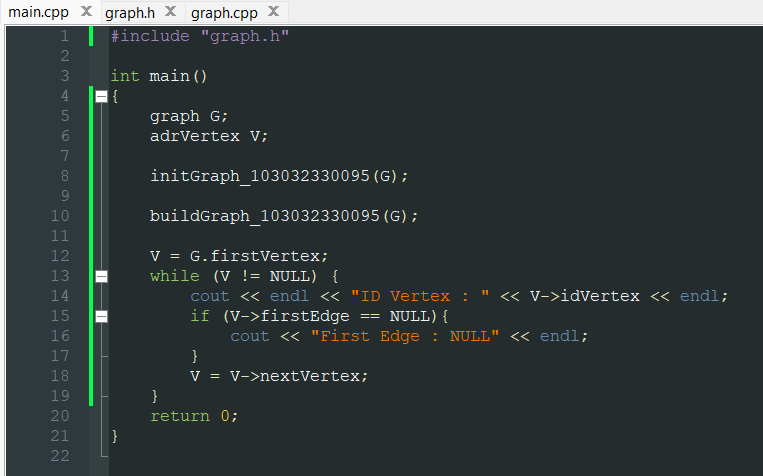 main.cpp graph.h graph.cpp
1 #include "graph.h"
2
3 int main()
4 {
5 graph G;
6 adrVertex V;
7
8 initGraph_103032330095(G);
9
10 buildGraph_103032330095(G);
11
12 V = G.firstVertex;
13 while (V != NULL) {
14 cout << endl << "ID Vertex : " << V->idVertex << endl;
15 if (V->firstEdge == NULL){
16 cout << "First Edge : NULL" << endl;
17 }
18 V = V->nextVertex;
19 }
20 return 0;
21 }
22